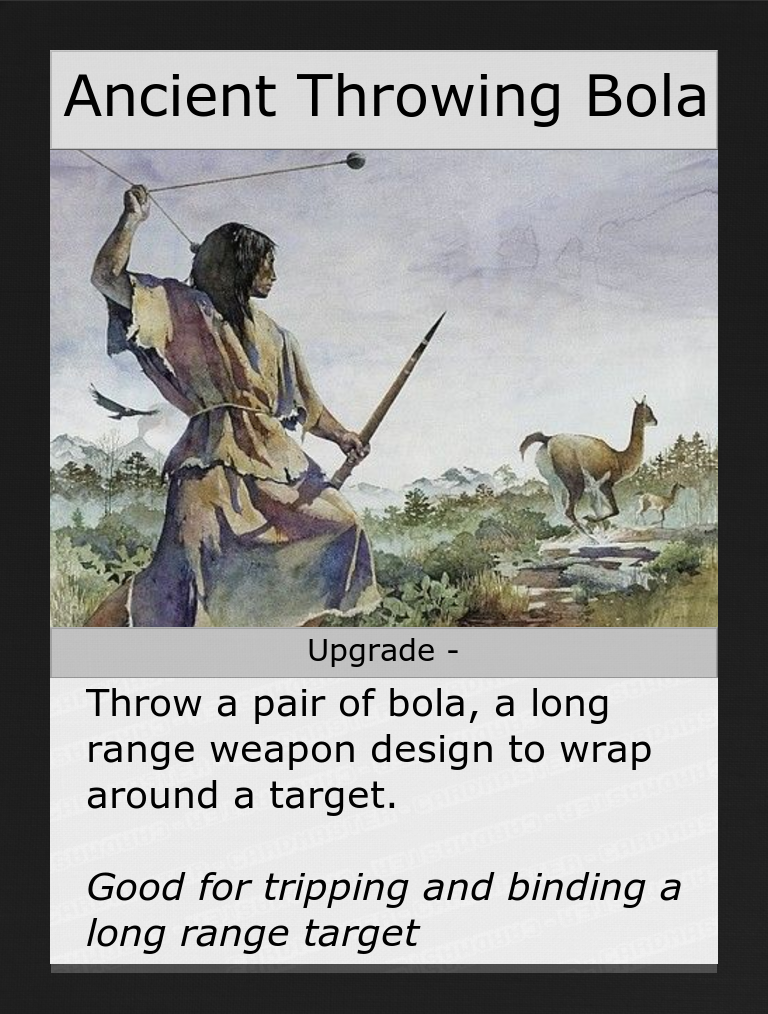 Ancient Throwing Bola
Upgrade -
Throw a pair of bola, a long
range weapon design to wrap
around a target.
Good for tripping and binding a
long range target